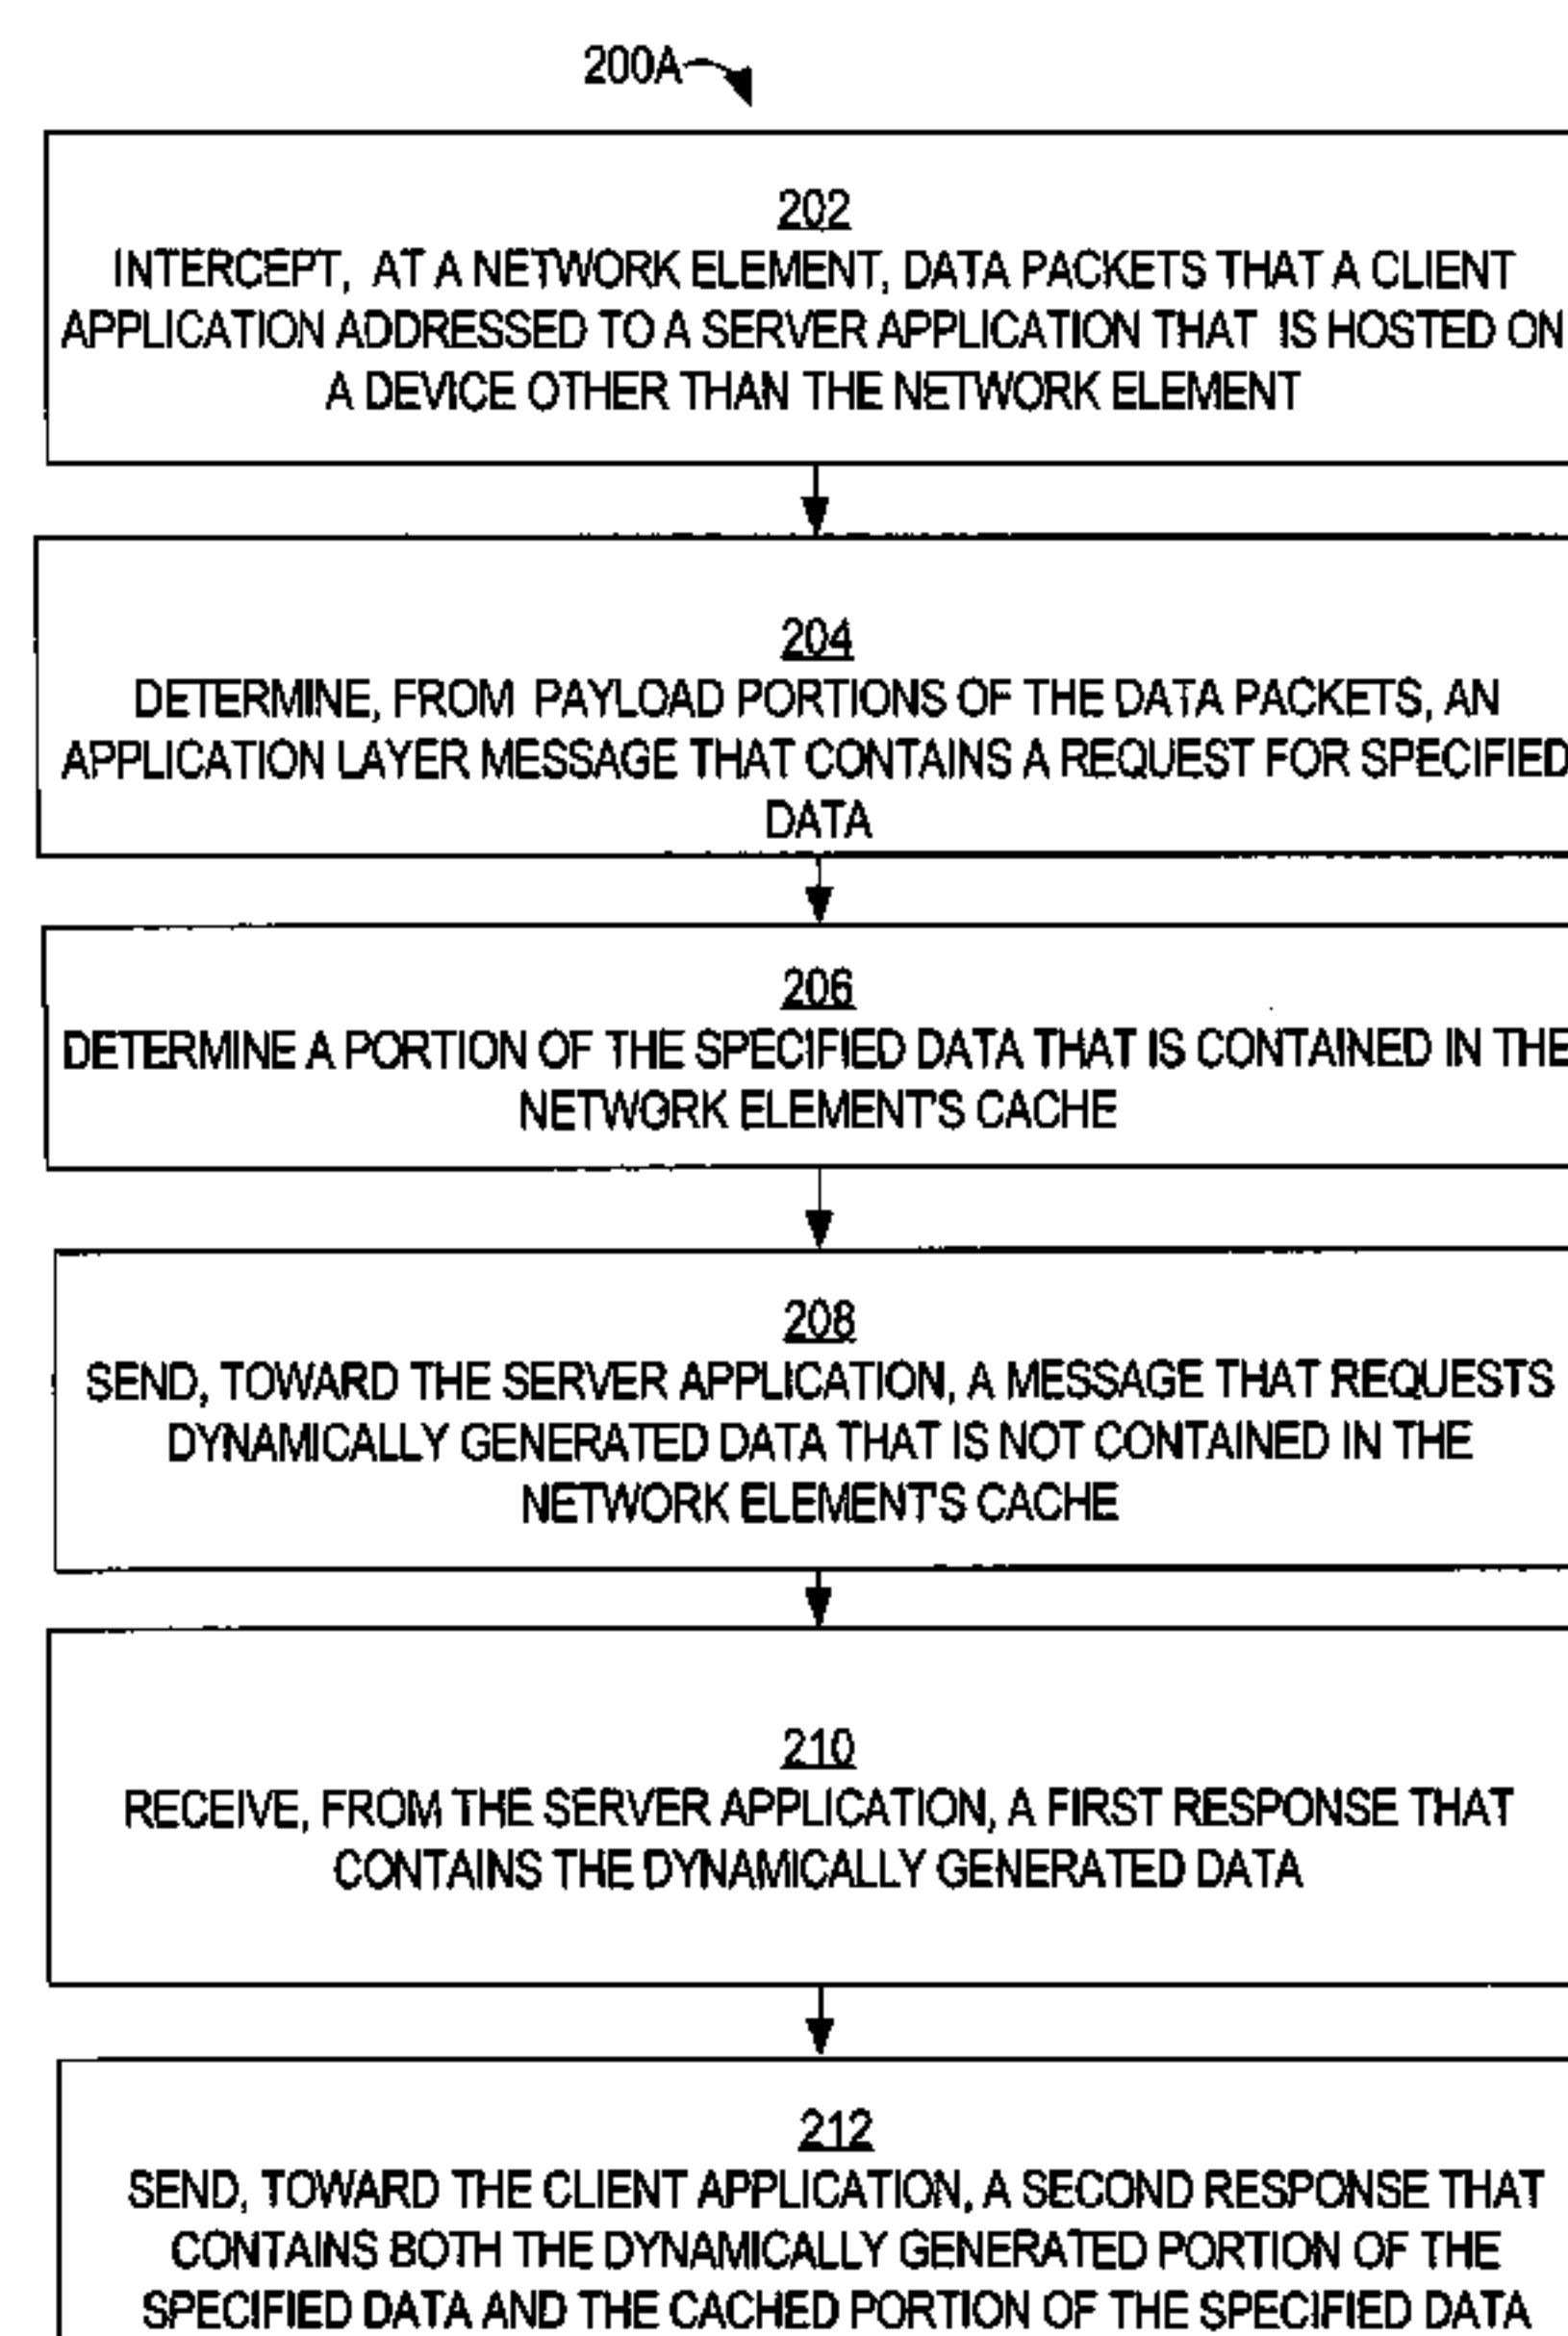 200A
202
INTERCEPT, AT A NETWORK ELEMENT, DATA PACKETS THAT A CLIENT
APPLICATION ADDRESSED TO A SERVER APPLICATION THAT IS HOSTED ON
A DEVICE OTHER THAN THE NETWORK ELEMENT
204
DETERMINE, FROM PAYLOAD PORTIONS OF THE DATA PACKETS, AN
APPLICATION LAYER MESSAGE THAT CONTAINS A REQUEST FOR SPECIFIED
DATA
206
DETERMINE A PORTION OF THE SPECIFIED DATA THAT IS CONTAINED IN THE
NETWORK ELEMENT'S CACHE
208
SEND, TOWARD THE SERVER APPLICATION, A MESSAGE THAT REQUESTS
DYNAMICALLY GENERATED DATA THAT IS NOT CONTAINED IN THE
NETWORK ELEMENT'S CACHE
210
RECEIVE, FROM THE SERVER APPLICATION, A FIRST RESPONSE THAT
CONTAINS THE DYNAMICALLY GENERATED DATA
212
SEND, TOWARD THE CLIENT APPLICATION, A SECOND RESPONSE THAT
CONTAINS BOTH THE DYNAMICALLY GENERATED PORTION OF THE
SPECIFIED DATA AND THE CACHED PORTION OF THE SPECIFIED DATA